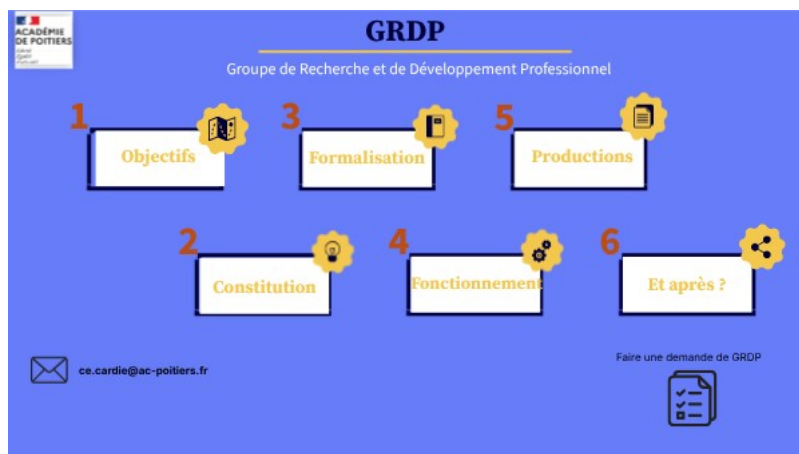 ACADÉMIE
DE POITIERS
GRDP
Groupe de Recherche et de Développement Professionnel
1
Objectifs
3
Formalisation
5
Productions
2
Constitution
4
Fonctionnement
6
Et après ?
ce.cardie@ac-poitiers.fr
Faire une demande de GRDP